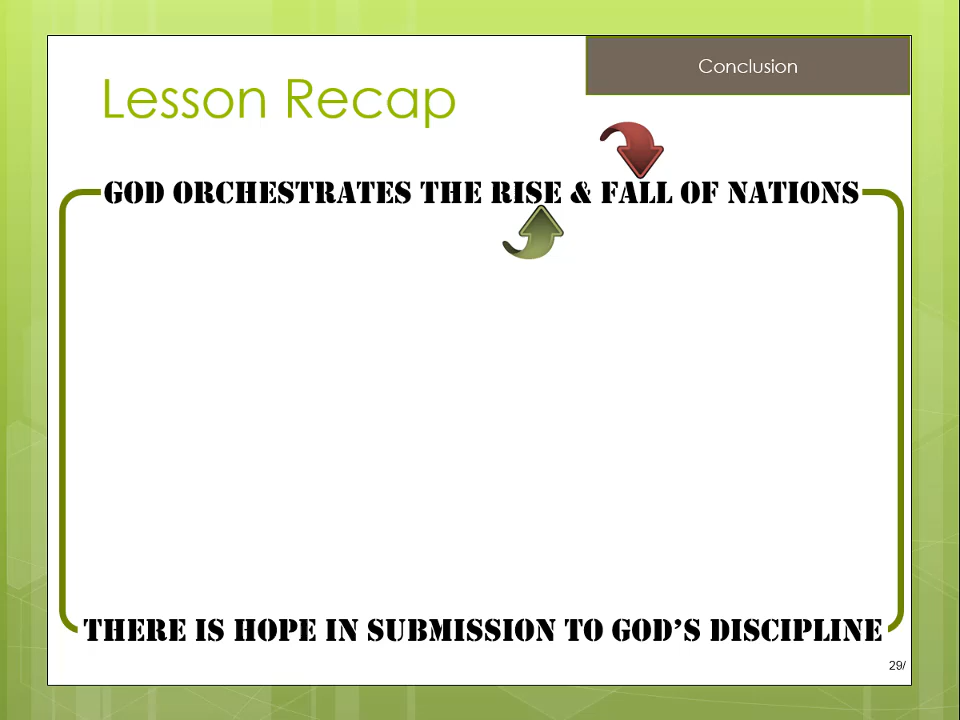 Conclusion
Lesson Recap
GOD ORCHESTRATES THE RISE & FALL OF NATIONS
THERE IS HOPE IN SUBMISSION TO GOD’S DISCIPLINE
29/